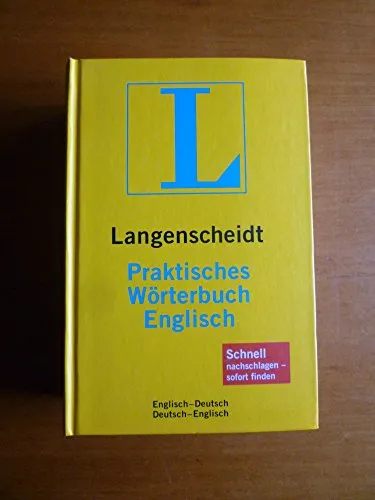 L
Langenscheidt
Praktisches
Wörterbuch
Englisch
Schnell
nachschlagen –
sofort finden
Englisch–Deutsch
Deutsch–Englisch